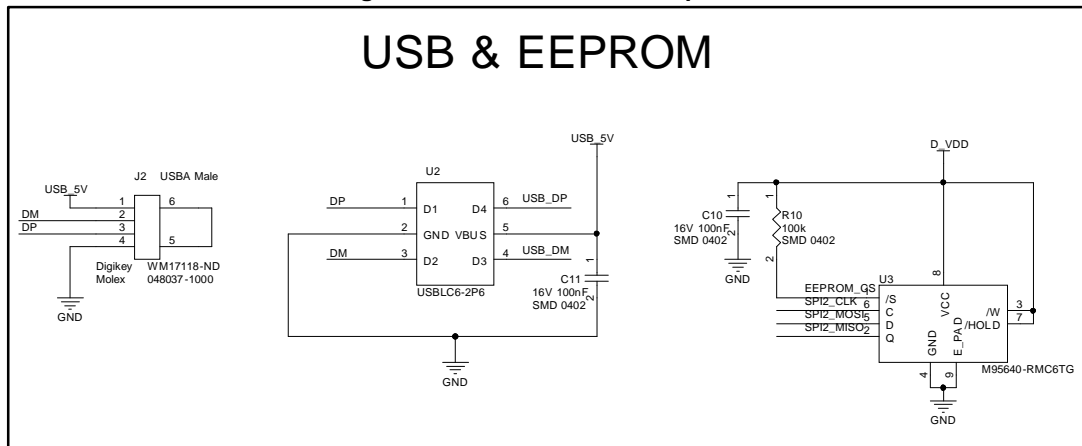 USB & EEPROM
J2 USBA Male
USB_5V
DM
DP
1
2
3
4
6
5
Digikey WM17118-ND
Molex 048037-1000
GND
USB_5V
U2
DP
DM
1
2
3
D1
GND
D2
D4
VBUS
D3
6
5
4
USB_DP
USB_DM
USBLC6-2P6
1
C11
16V 100nF
SMD 0402
2
GND
D_VDD
1
C10
16V 100nF
SMD 0402
2
GND
1
R10
100k
SMD 0402
2
U3
EEPROM_CS
SPI2_CLK
SPI2_MOSI
SPI2_MISO
1
6
5
2
/S
C
D
Q
8
VCC
/W
/HOLD
3
7
GND
E_PAD
4
9
M95640-RMC6TG
GND